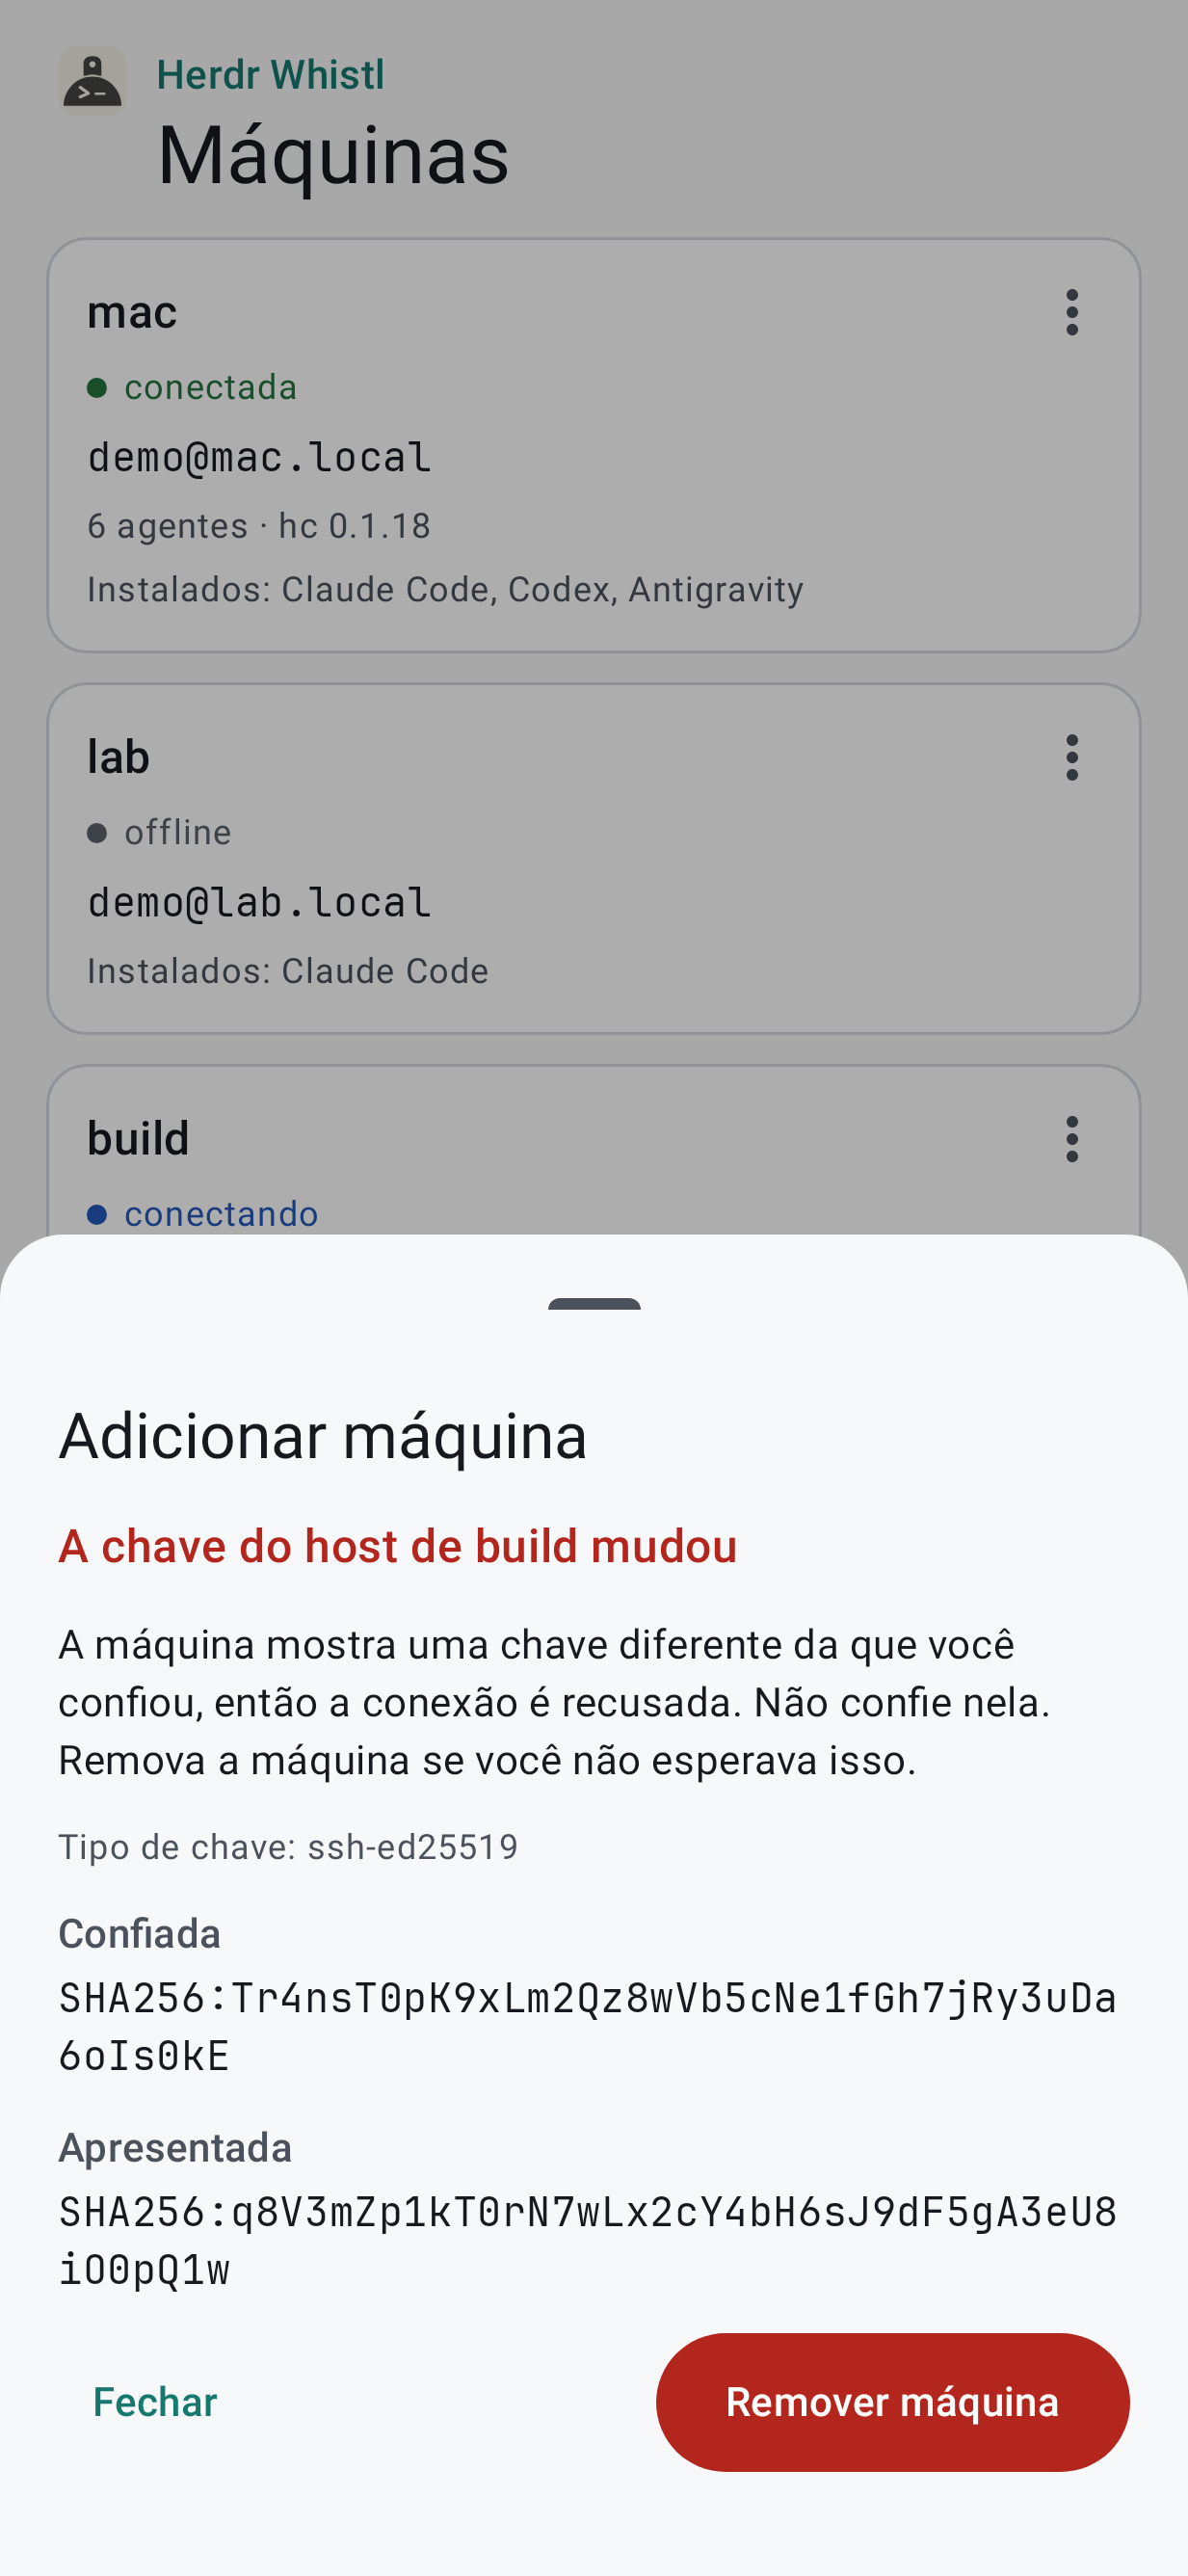 Herdr Whistl
Máquinas
mac
conectada
demo@mac.local
6 agentes · hc 0.1.18
Instalados: Claude Code, Codex, Antigravity
lab
offline
demo@lab.local
Instalados: Claude Code
build
conectando
Adicionar máquina
A chave do host de build mudou
A máquina mostra uma chave diferente da que você
confiou, então a conexão é recusada. Não confie nela.
Remova a máquina se você não esperava isso.
Tipo de chave: ssh-ed25519
Confiada
SHA256:Tr4nsT0pK9xLm2Qz8wVb5cNe1fGh7jRy3uDa
6oIs0kE
Apresentada
SHA256:q8V3mZp1kT0rN7wLx2cY4bH6sJ9dF5gA3eU8
iO0pQ1w
Fechar
Remover máquina